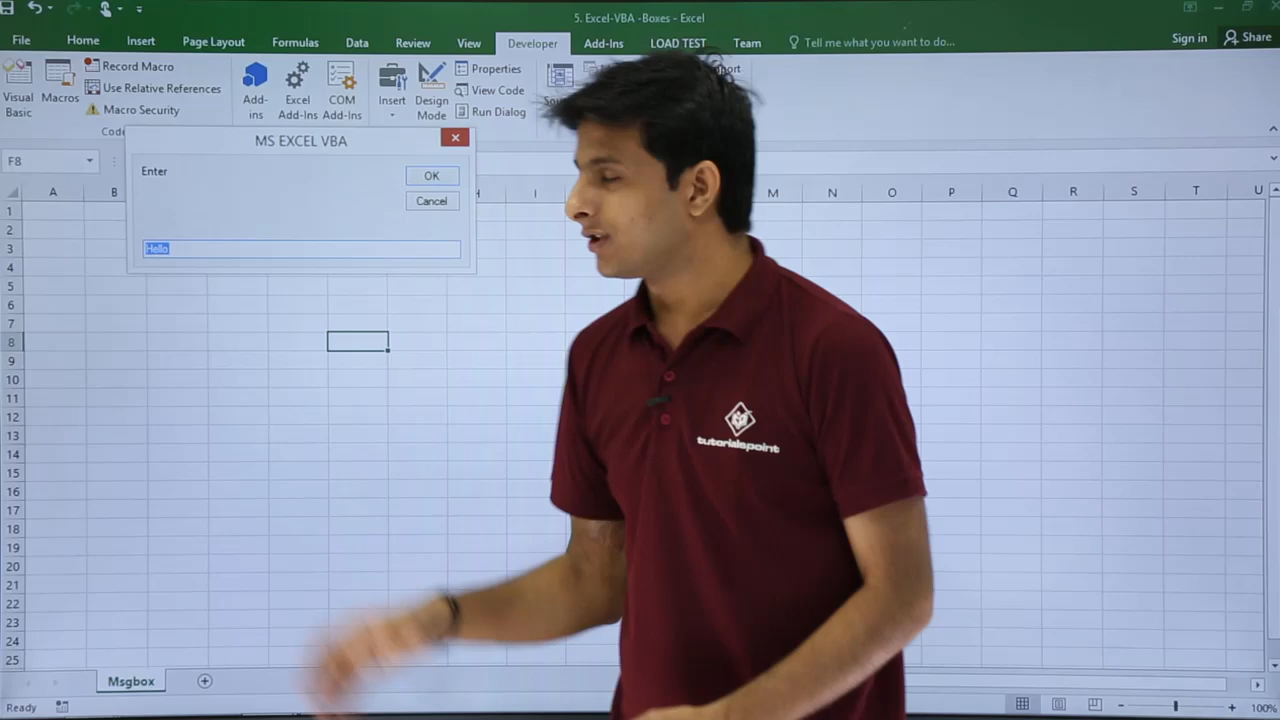 5. Excel-VBA -Boxes - Excel
File Home Insert Page Layout Formulas Data Review View Developer Add-Ins LOAD TEST Team Tell me what you want to do... Sign in Share
Visual Basic
Macros
Record Macro
Use Relative References
Macro Security
Code
Add-ins
Excel Add-Ins
COM Add-Ins
Insert
Design Mode
Properties
View Code
Run Dialog
MS EXCEL VBA
Enter
OK
Cancel
Hello
F8
A B H I M N O P Q R S T U
1
2
3
4
5
6
7
8
9
10
11
12
13
14
15
16
17
18
19
20
21
22
23
24
25
tutorialspoint
Msgbox
Ready
100%